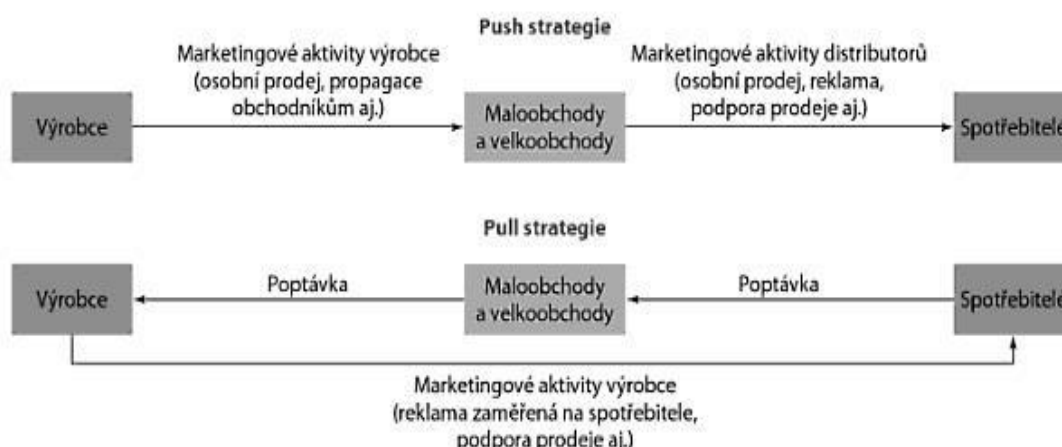 Push strategie
Marketingové aktivity výrobce
(osobní prodej, propagace
obchodníkům aj.)
Marketingové aktivity distributorů
(osobní prodej, reklama,
podpora prodeje aj.)
Výrobce
Maloobchody
a velkoobchody
Spotřebitelé
Pull strategie
Výrobce
Poptávka
Maloobchody
a velkoobchody
Poptávka
Spotřebitelé
Marketingové aktivity výrobce
(reklama zaměřená na spotřebitele,
podpora prodeje aj.)